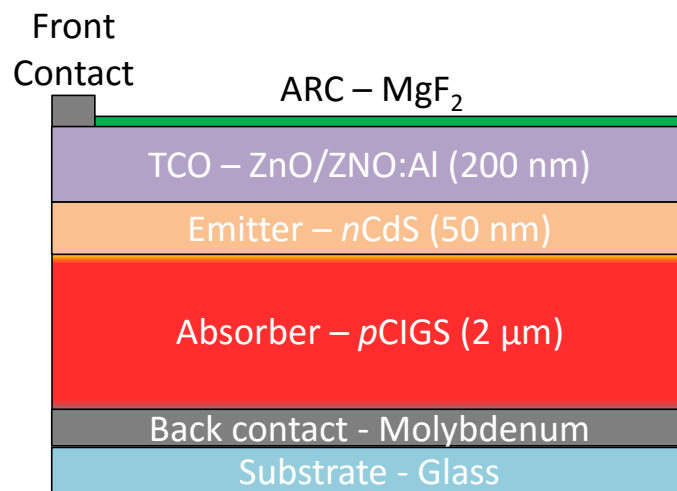 Front
Contact
ARC – MgF₂
TCO – ZnO/ZNO:Al (200 nm)
Emitter – nCdS (50 nm)
Absorber – pCIGS (2 μm)
Back contact - Molybdenum
Substrate - Glass